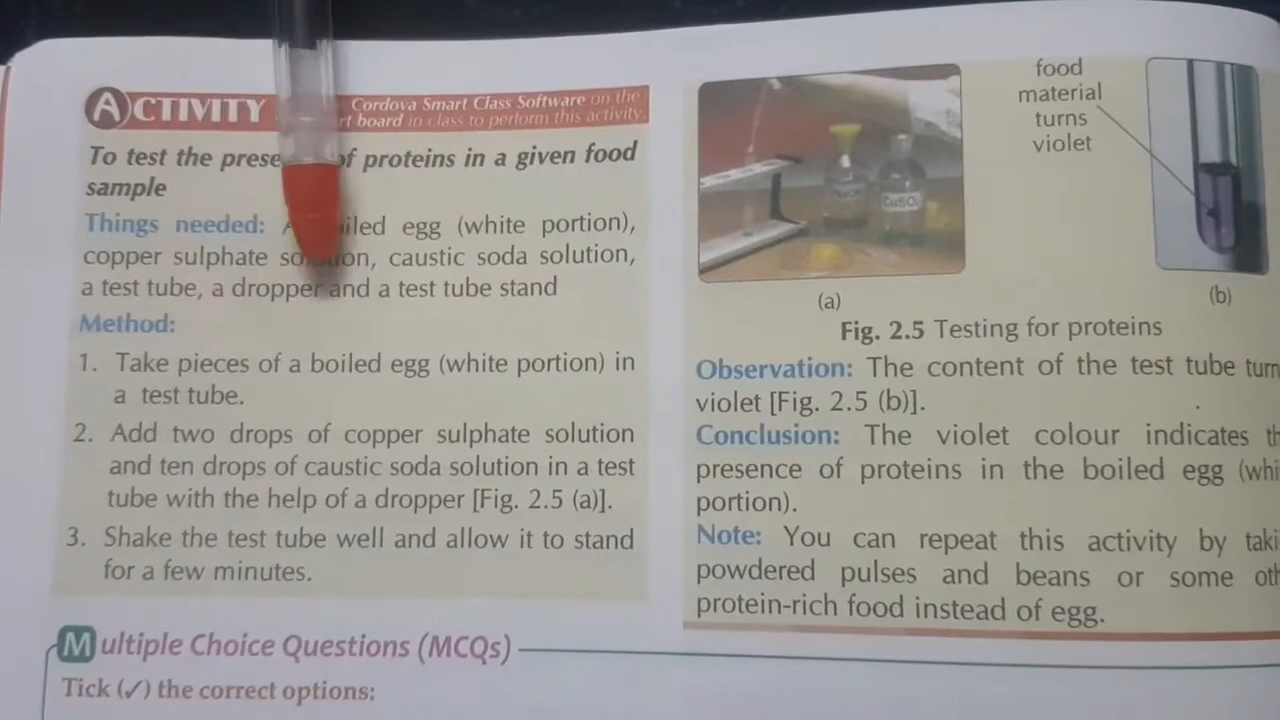 ACTIVITY
Cordova Smart Class Software on the
rt board in class to perform this activity.
To test the prese of proteins in a given food
sample
Things needed: A iled egg (white portion),
copper sulphate so on, caustic soda solution,
a test tube, a dropper and a test tube stand
Method:
1. Take pieces of a boiled egg (white portion) in
a test tube.
2. Add two drops of copper sulphate solution
and ten drops of caustic soda solution in a test
tube with the help of a dropper [Fig. 2.5 (a)].
3. Shake the test tube well and allow it to stand
for a few minutes.
Multiple Choice Questions (MCQs)
Tick (✓) the correct options:
CuSO₄
food
material
turns
violet
(a)
(b)
Fig. 2.5 Testing for proteins
Observation: The content of the test tube turn
violet [Fig. 2.5 (b)].
Conclusion: The violet colour indicates th
presence of proteins in the boiled egg (whi
portion).
Note: You can repeat this activity by taki
powdered pulses and beans or some oth
protein-rich food instead of egg.